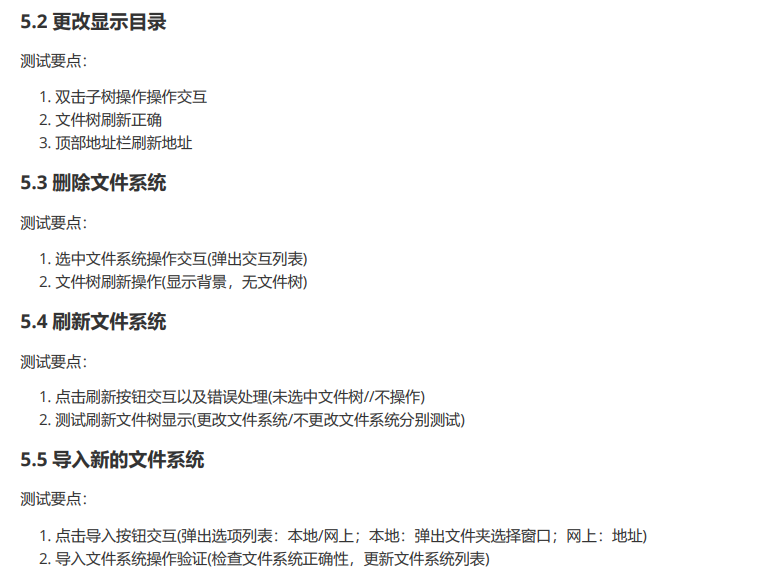 5.2 更改显示目录
测试要点：
1. 双击子树操作操作交互
2. 文件树刷新正确
3. 顶部地址栏刷新地址
5.3 删除文件系统
测试要点：
1. 选中文件系统操作交互(弹出交互列表)
2. 文件树刷新操作(显示背景，无文件树)
5.4 刷新文件系统
测试要点：
1. 点击刷新按钮交互以及错误处理(未选中文件树//不操作)
2. 测试刷新文件树显示(更改文件系统/不更改文件系统分别测试)
5.5 导入新的文件系统
测试要点：
1. 点击导入按钮交互(弹出选项列表：本地/网上；本地：弹出文件夹选择窗口；网上：地址)
2. 导入文件系统操作验证(检查文件系统正确性，更新文件系统列表)